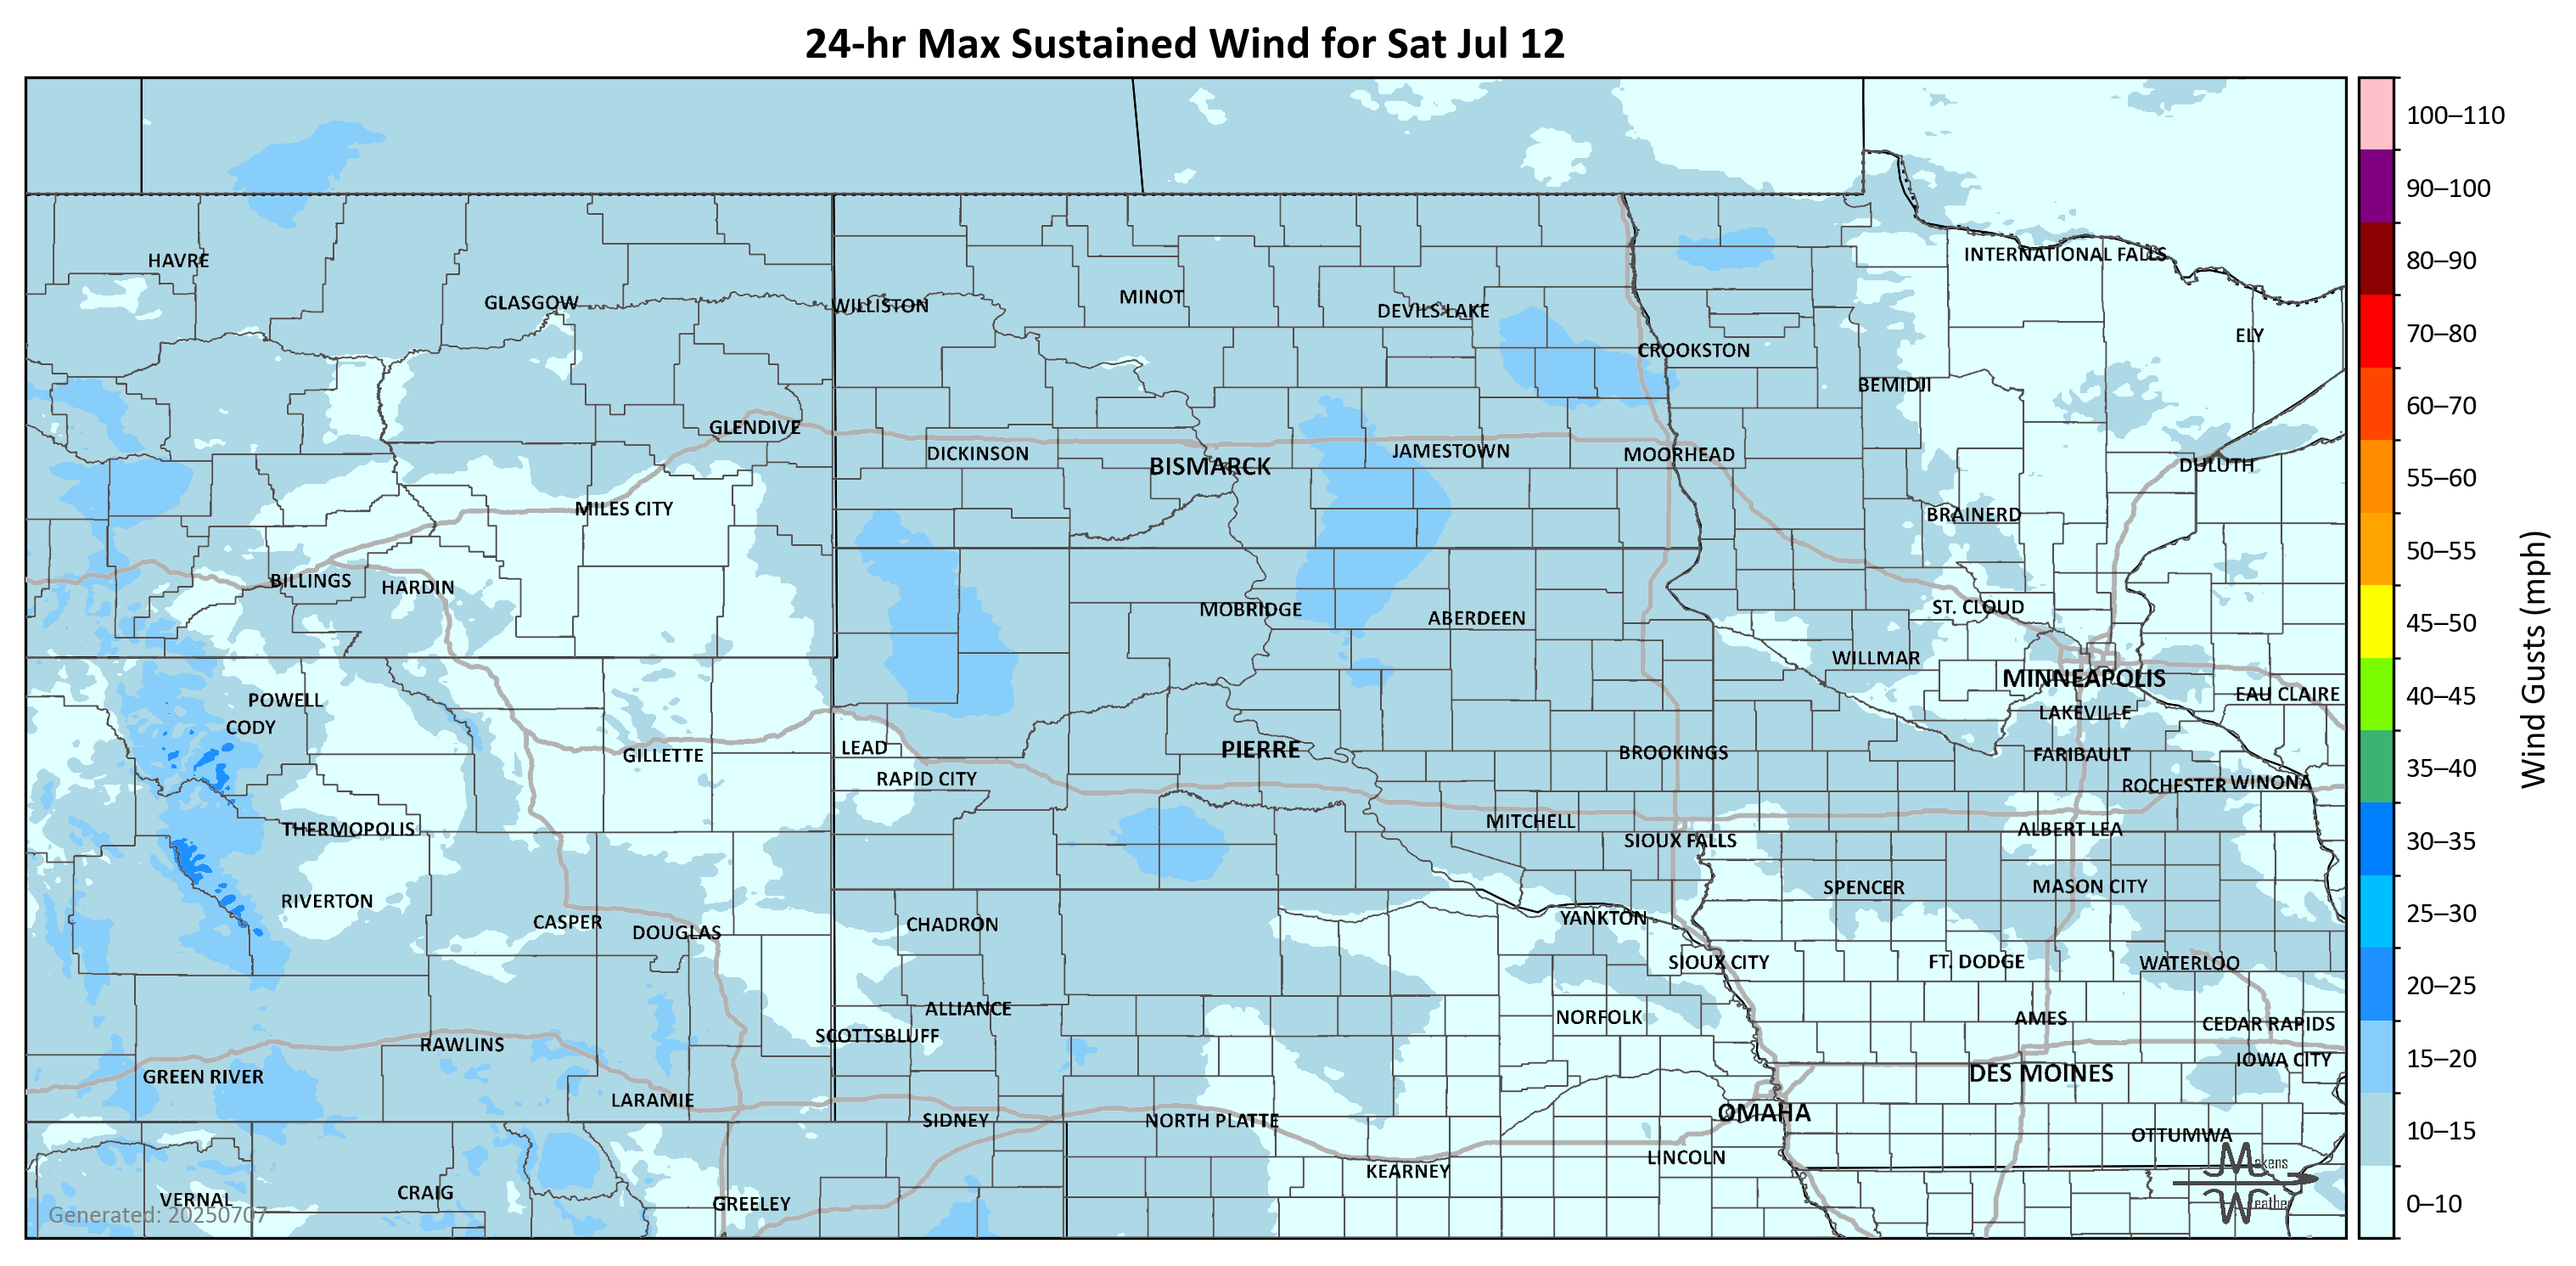 24-hr Max Sustained Wind for Sat Jul 12
100–110
90–100
80–90
70–80
60–70
55–60
50–55
45–50
40–45
35–40
30–35
25–30
20–25
15–20
10–15
0–10
Wind Gusts (mph)
HAVRE
INTERNATIONAL FALLS
GLASGOW
WILLISTON
MINOT
DEVILS LAKE
ELY
CROOKSTON
BEMIDJI
GLENDIVE
DICKINSON
BISMARCK
JAMESTOWN
MOORHEAD
DULUTH
MILES CITY
BRAINERD
BILLINGS
HARDIN
MOBRIDGE
ABERDEEN
ST. CLOUD
WILLMAR
MINNEAPOLIS
EAU CLAIRE
POWELL
CODY
LAKEVILLE
GILLETTE
LEAD
PIERRE
BROOKINGS
FARIBAULT
RAPID CITY
ROCHESTER
WINONA
THERMOPOLIS
MITCHELL
SIOUX FALLS
ALBERT LEA
RIVERTON
SPENCER
MASON CITY
CASPER
DOUGLAS
CHADRON
YANKTON
SIOUX CITY
FT. DODGE
WATERLOO
ALLIANCE
SCOTTSBLUFF
NORFOLK
AMES
CEDAR RAPIDS
RAWLINS
IOWA CITY
GREEN RIVER
DES MOINES
LARAMIE
SIDNEY
NORTH PLATTE
OMAHA
OTTUMWA
KEARNEY
LINCOLN
VERNAL
CRAIG
GREELEY
Generated: 20250707
Makens
Weather